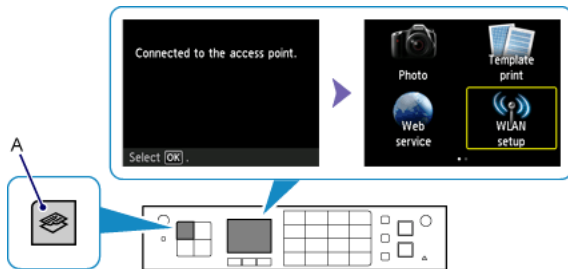 Connected to the access point.
Select OK .
Photo
Template
print
Web
service
WLAN
setup
A